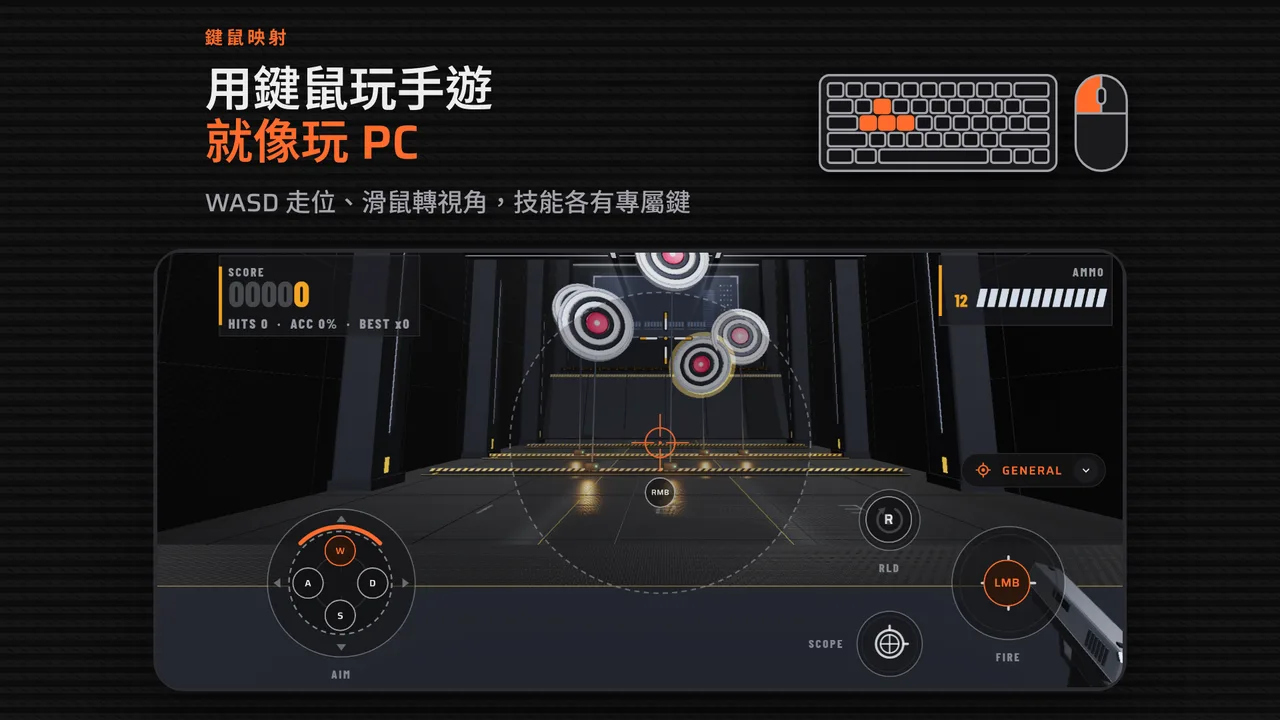 鍵鼠映射
用鍵鼠玩手遊
就像玩 PC
WASD 走位、滑鼠轉視角，技能各有專屬鍵
SCORE
00000
HITS 0 · ACC 0% · BEST x0
AMMO
12
GENERAL
RMB
R
RLD
W
A
D
S
AIM
LMB
FIRE
SCOPE